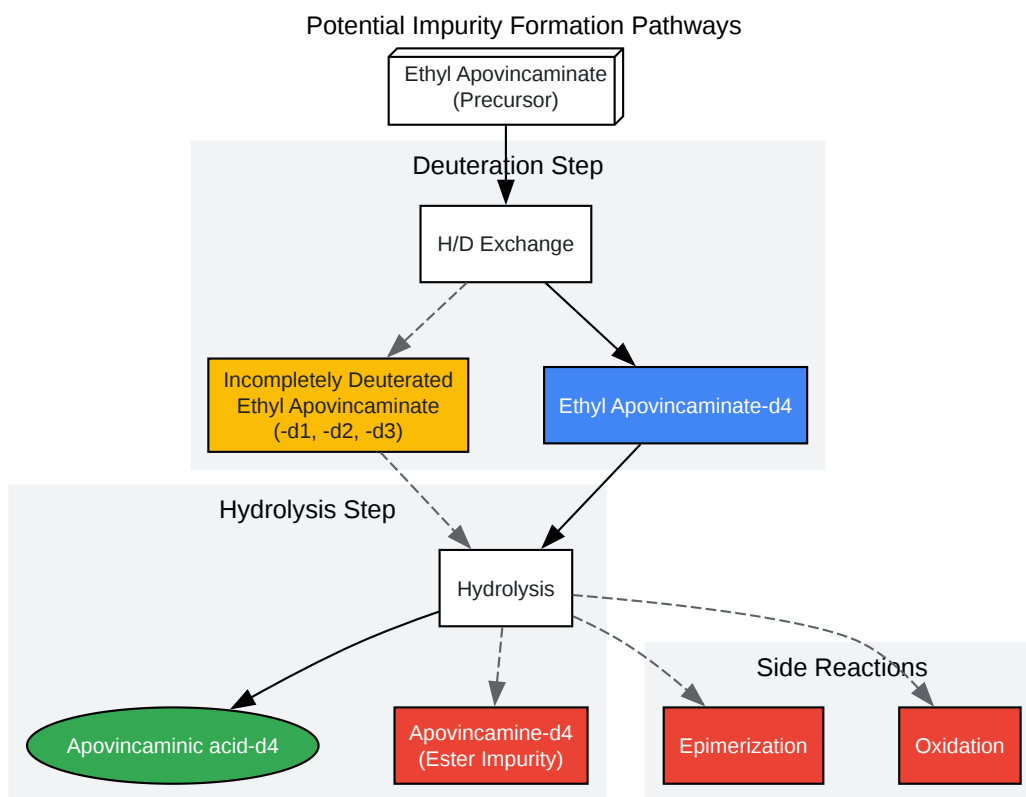 Potential Impurity Formation Pathways
Ethyl Apovincaminate
(Precursor)
Deuteration Step
H/D Exchange
Incompletely Deuterated
Ethyl Apovincaminate
(-d1, -d2, -d3)
Ethyl Apovincaminate-d4
Hydrolysis Step
Hydrolysis
Side Reactions
Apovincaminic acid-d4
Apovincamine-d4
(Ester Impurity)
Epimerization
Oxidation